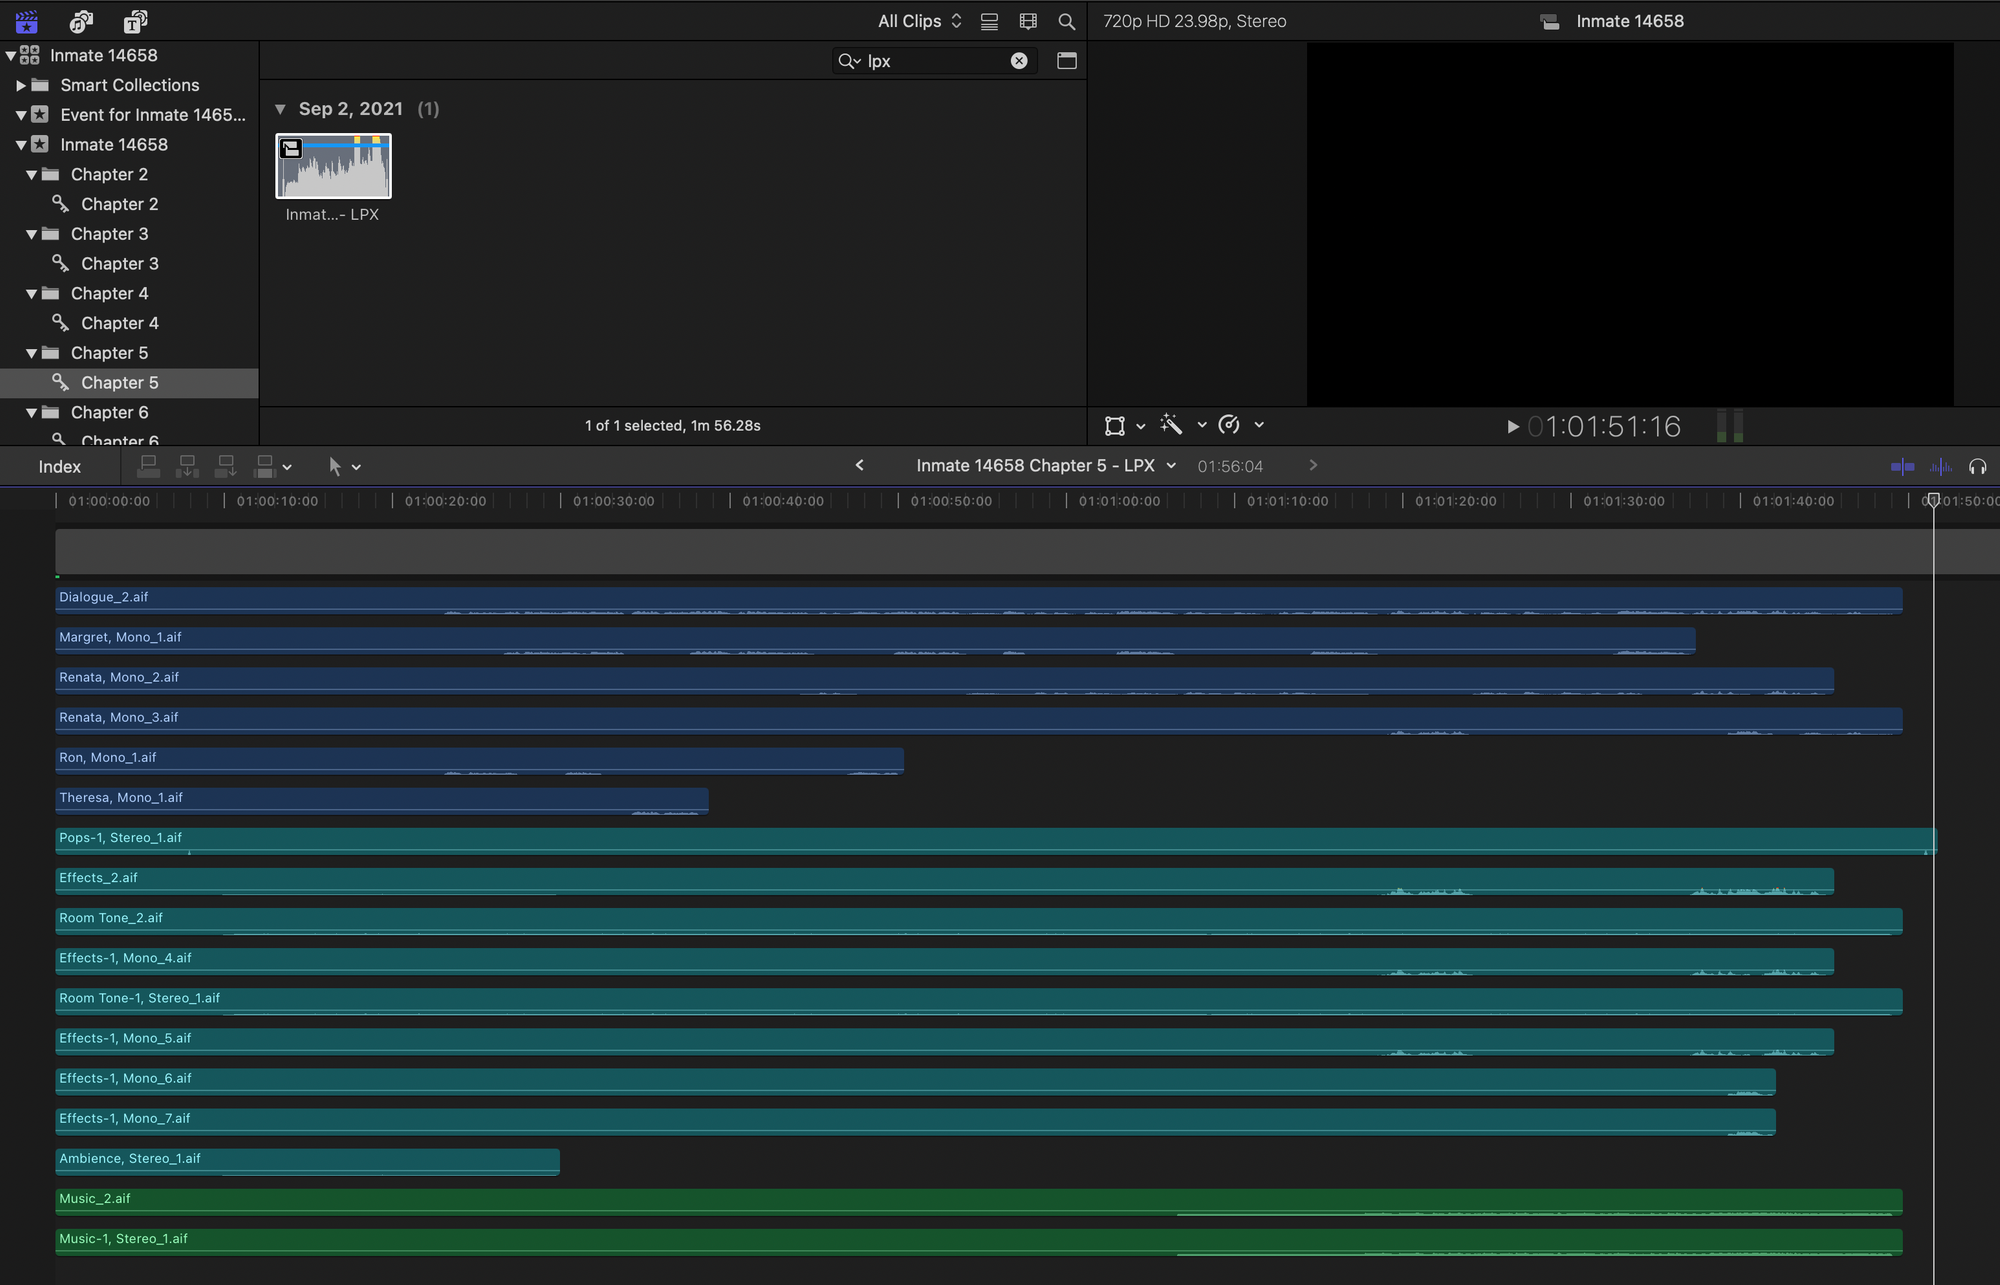 All Clips
720p HD 23.98p, Stereo
Inmate 14658
Inmate 14658
lpx
Smart Collections
Event for Inmate 1465...
Inmate 14658
Chapter 2
Chapter 2
Chapter 3
Chapter 3
Chapter 4
Chapter 4
Chapter 5
Chapter 5
Chapter 6
Chapter 6
Sep 2, 2021 (1)
Inmat...- LPX
1 of 1 selected, 1m 56.28s
01:01:51:16
Index
Inmate 14658 Chapter 5 - LPX
01:56:04
01:00:00:00
01:00:10:00
01:00:20:00
01:00:30:00
01:00:40:00
01:00:50:00
01:01:00:00
01:01:10:00
01:01:20:00
01:01:30:00
01:01:40:00
01:01:50:00
Dialogue_2.aif
Margret, Mono_1.aif
Renata, Mono_2.aif
Renata, Mono_3.aif
Ron, Mono_1.aif
Theresa, Mono_1.aif
Pops-1, Stereo_1.aif
Effects_2.aif
Room Tone_2.aif
Effects-1, Mono_4.aif
Room Tone-1, Stereo_1.aif
Effects-1, Mono_5.aif
Effects-1, Mono_6.aif
Effects-1, Mono_7.aif
Ambience, Stereo_1.aif
Music_2.aif
Music-1, Stereo_1.aif